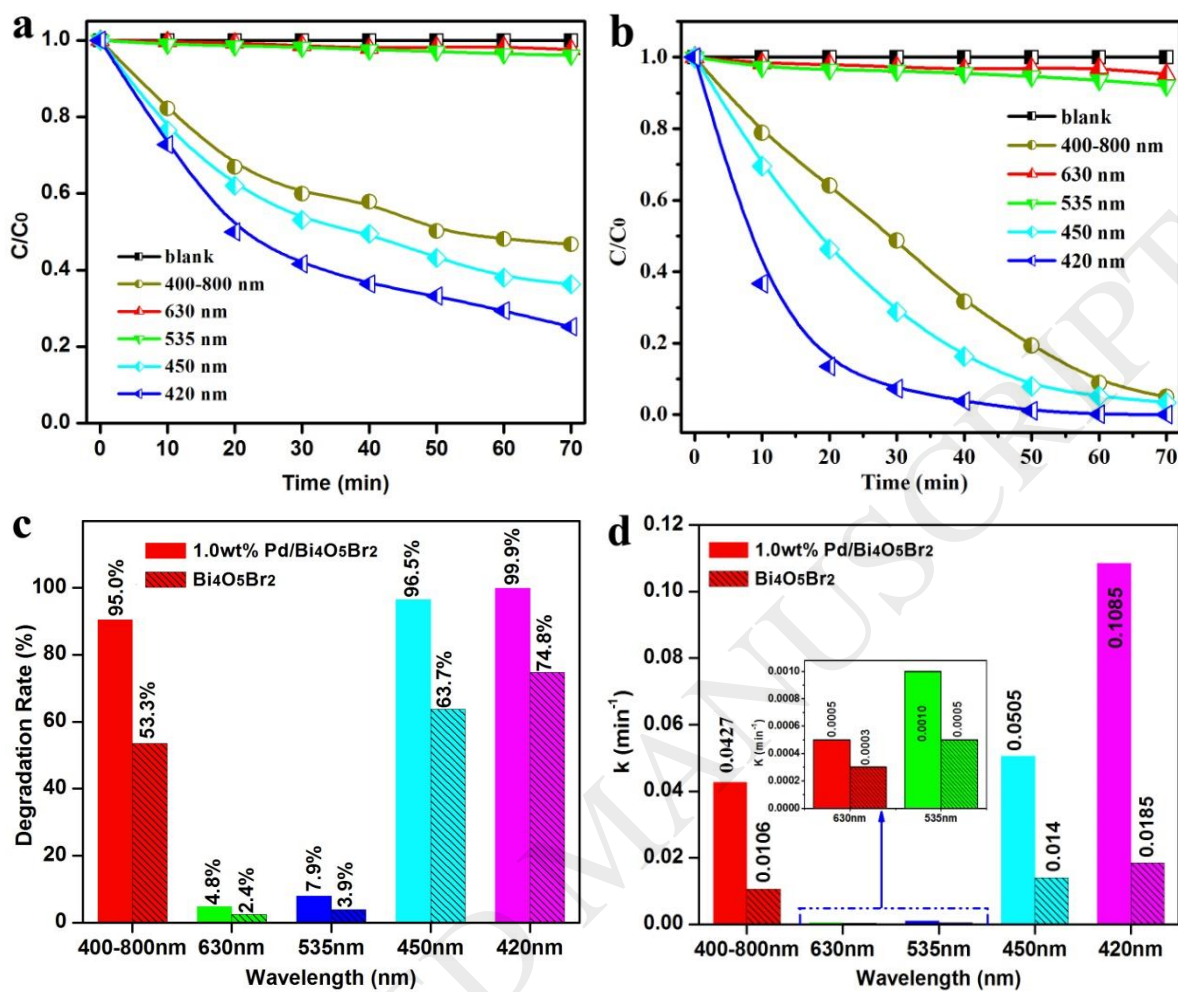 a
1.0
0.8
0.6
0.4
0.2
0.0
C/C0
blank
400-800 nm
630 nm
535 nm
450 nm
420 nm
0 10 20 30 40 50 60 70
Time (min)
b
1.0
0.8
0.6
0.4
0.2
0.0
C/C0
blank
400-800 nm
630 nm
535 nm
450 nm
420 nm
0 10 20 30 40 50 60 70
Time (min)
c
100
80
60
40
20
0
Degradation Rate (%)
1.0wt% Pd/Bi4O5Br2
Bi4O5Br2
95.0%
53.3%
4.8%
2.4%
7.9%
3.9%
96.5%
63.7%
99.9%
74.8%
400-800nm 630nm 535nm 450nm 420nm
Wavelength (nm)
d
0.12
0.10
0.08
0.06
0.04
0.02
0.00
k (min-1)
1.0wt% Pd/Bi4O5Br2
Bi4O5Br2
0.0427
0.0106
0.0010
0.0008
0.0006
0.0004
0.0002
0.0000
K (min-1)
0.0005
0.0003
0.0010
0.0005
630nm 535nm
0.0505
0.014
0.1085
0.0185
400-800nm 630nm 535nm 450nm 420nm
Wavelength (nm)
D MANUSCRIPT